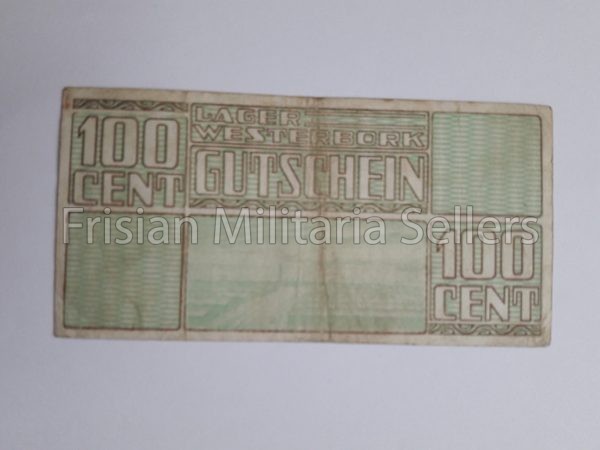 100
CENT
LAGER
WESTERBORK
GUTSCHEIN
Frisian Militaria Sellers
100
CENT